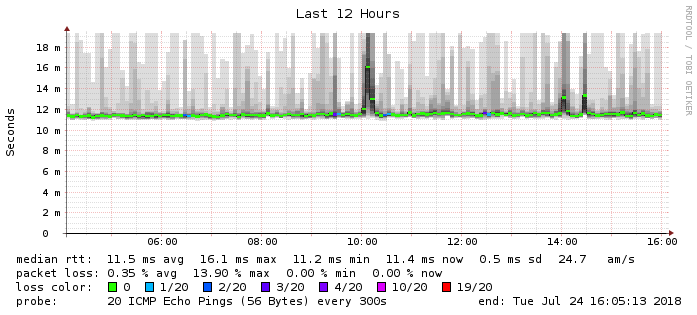 Last 12 Hours
RRDTOOL / TOBI OETIKER
Seconds
18 m
16 m
14 m
12 m
10 m
8 m
6 m
4 m
2 m
0
06:00 08:00 10:00 12:00 14:00 16:00
median rtt: 11.5 ms avg 16.1 ms max 11.2 ms min 11.4 ms now 0.5 ms sd 24.7 am/s
packet loss: 0.35 % avg 13.90 % max 0.00 % min 0.00 % now
loss color: 0 1/20 2/20 3/20 4/20 10/20 19/20
probe: 20 ICMP Echo Pings (56 Bytes) every 300s end: Tue Jul 24 16:05:13 2018